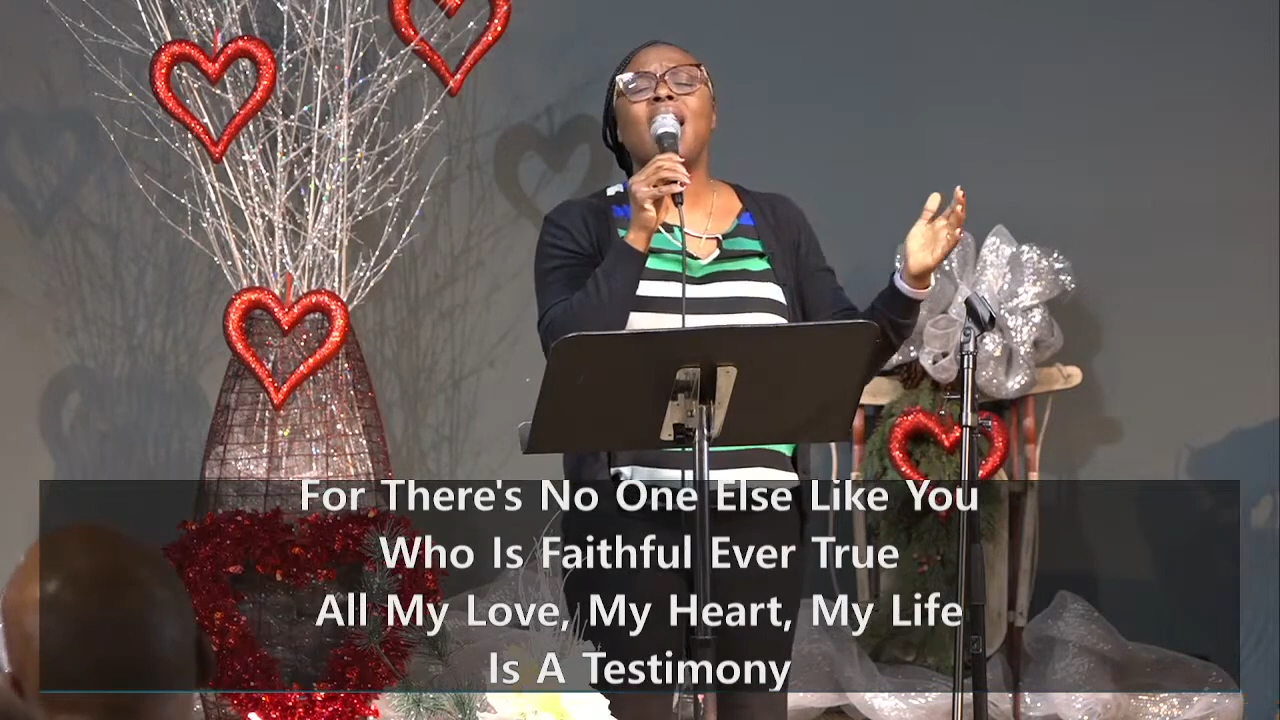 For There's No One Else Like You
Who Is Faithful Ever True
All My Love, My Heart, My Life
Is A Testimony